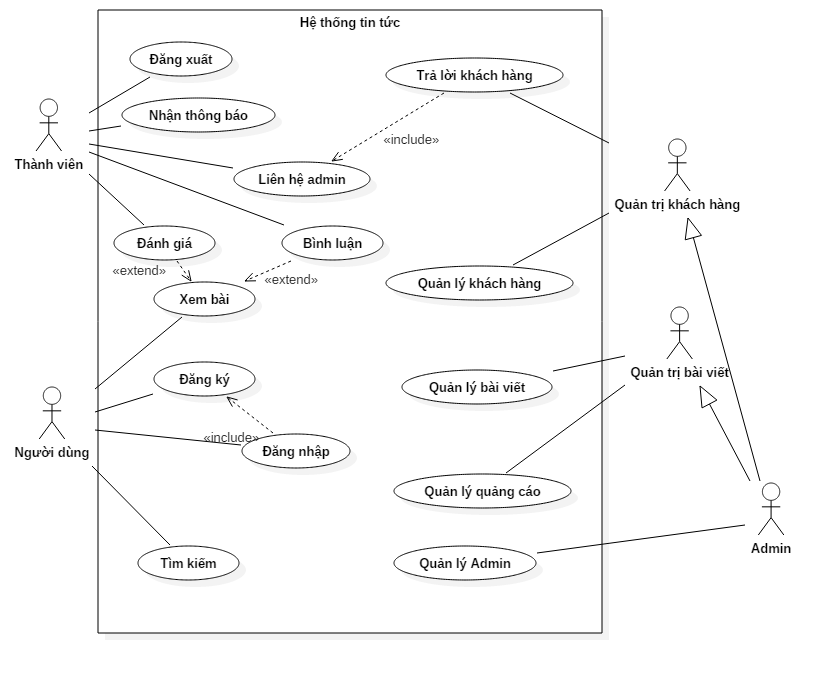 Hệ thống tin tức
Đăng xuất
Trả lời khách hàng
Nhận thông báo
«include»
Thành viên
Liên hệ admin
Quản trị khách hàng
Đánh giá
Bình luận
«extend»
«extend»
Quản lý khách hàng
Xem bài
Quản trị bài viết
Đăng ký
Quản lý bài viết
«include»
Người dùng
Đăng nhập
Quản lý quảng cáo
Admin
Tìm kiếm
Quản lý Admin